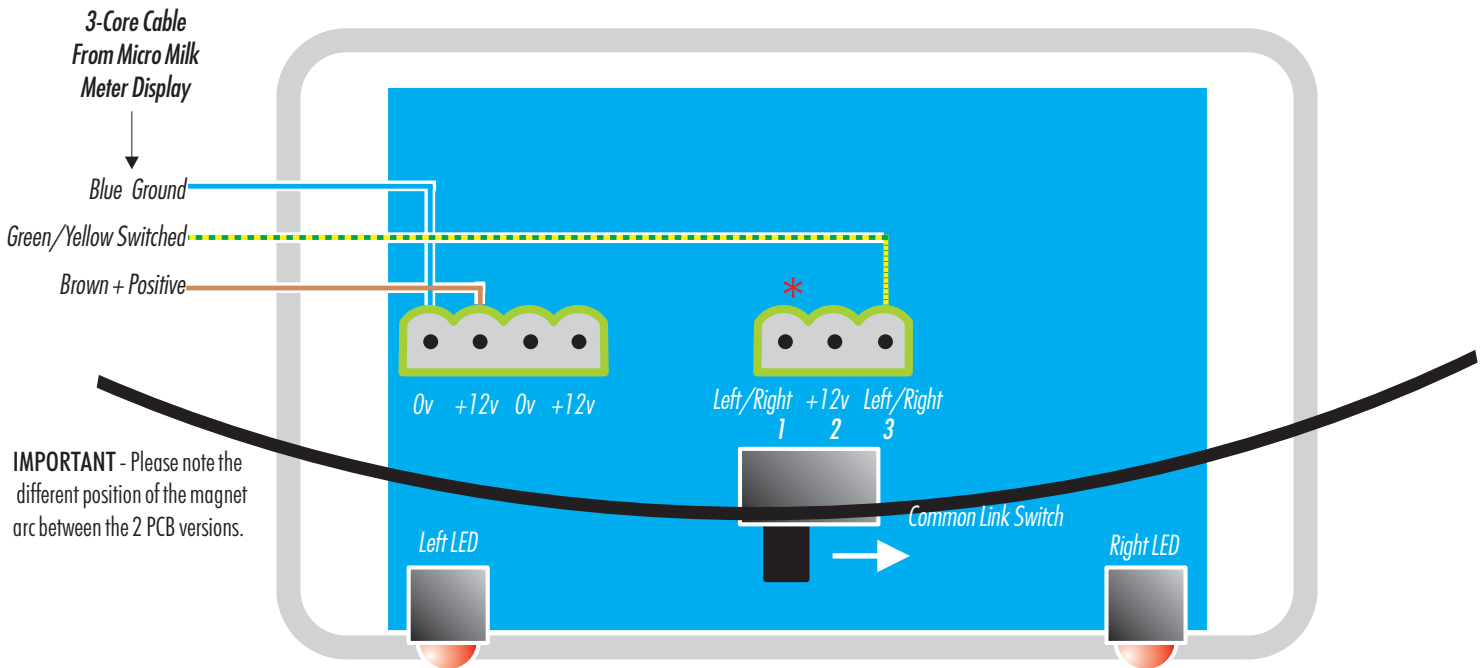 3-Core Cable
From Micro Milk
Meter Display
Blue Ground
Green/Yellow Switched
Brown + Positive
*
0v +12v 0v +12v
Left/Right +12v Left/Right
1 2 3
IMPORTANT - Please note the
different position of the magnet
arc between the 2 PCB versions.
Common Link Switch
Left LED
Right LED